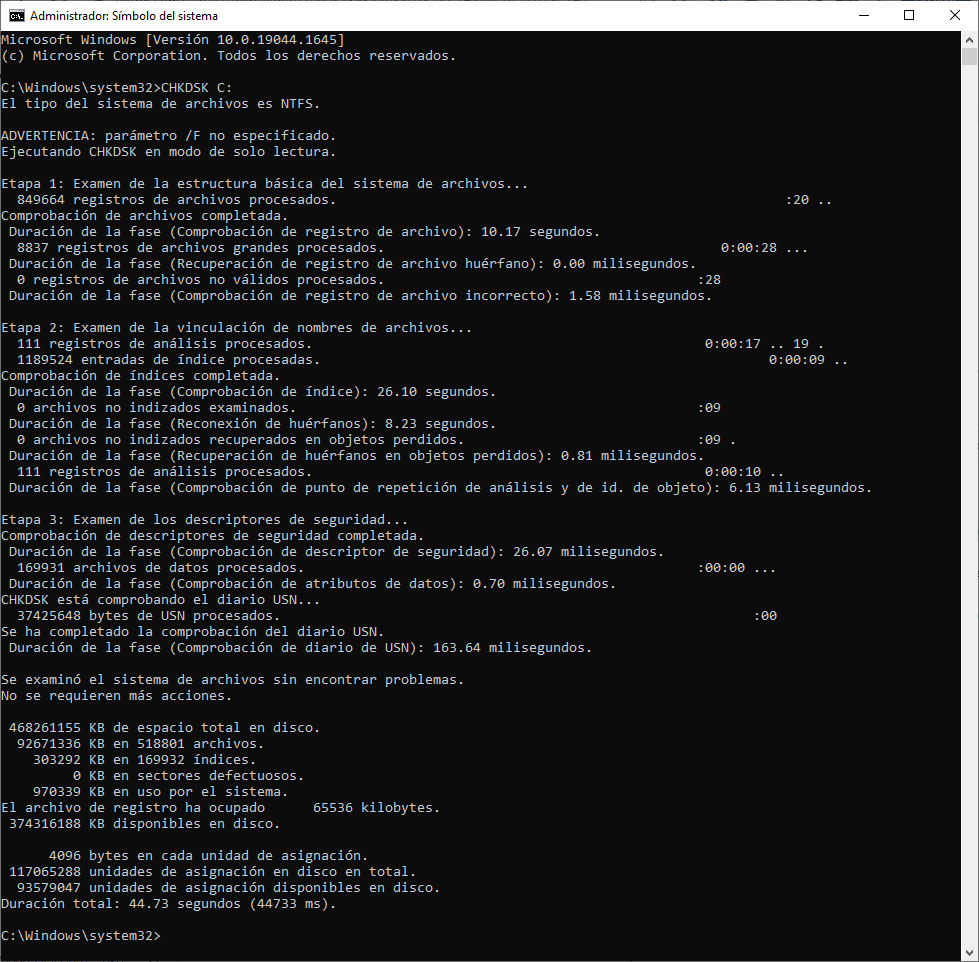 Administrador: Símbolo del sistema
Microsoft Windows [Versión 10.0.19044.1645]
(c) Microsoft Corporation. Todos los derechos reservados.
C:\Windows\system32>CHKDSK C:
El tipo del sistema de archivos es NTFS.
ADVERTENCIA: parámetro /F no especificado.
Ejecutando CHKDSK en modo de solo lectura.
Etapa 1: Examen de la estructura básica del sistema de archivos...
849664 registros de archivos procesados. :20 ..
Comprobación de archivos completada.
Duración de la fase (Comprobación de registro de archivo): 10.17 segundos.
8837 registros de archivos grandes procesados. 0:00:28 ...
Duración de la fase (Recuperación de registro de archivo huérfano): 0.00 milisegundos.
0 registros de archivos no válidos procesados. :28
Duración de la fase (Comprobación de registro de archivo incorrecto): 1.58 milisegundos.
Etapa 2: Examen de la vinculación de nombres de archivos...
111 registros de análisis procesados. 0:00:17 .. 19 .
1189524 entradas de índice procesadas. 0:00:09 ..
Comprobación de índices completada.
Duración de la fase (Comprobación de índice): 26.10 segundos.
0 archivos no indizados examinados. :09
Duración de la fase (Reconexión de huérfanos): 8.23 segundos.
0 archivos no indizados recuperados en objetos perdidos. :09 .
Duración de la fase (Recuperación de huérfanos en objetos perdidos): 0.81 milisegundos.
111 registros de análisis procesados. 0:00:10 ..
Duración de la fase (Comprobación de punto de repetición de análisis y de id. de objeto): 6.13 milisegundos.
Etapa 3: Examen de los descriptores de seguridad...
Comprobación de descriptores de seguridad completada.
Duración de la fase (Comprobación de descriptor de seguridad): 26.07 milisegundos.
169931 archivos de datos procesados. :00:00 ...
Duración de la fase (Comprobación de atributos de datos): 0.70 milisegundos.
CHKDSK está comprobando el diario USN...
37425648 bytes de USN procesados. :00
Se ha completado la comprobación del diario USN.
Duración de la fase (Comprobación de diario de USN): 163.64 milisegundos.
Se examinó el sistema de archivos sin encontrar problemas.
No se requieren más acciones.
468261155 KB de espacio total en disco.
92671336 KB en 518801 archivos.
303292 KB en 169932 índices.
0 KB en sectores defectuosos.
970339 KB en uso por el sistema.
El archivo de registro ha ocupado 65536 kilobytes.
374316188 KB disponibles en disco.
4096 bytes en cada unidad de asignación.
117065288 unidades de asignación en disco en total.
93579047 unidades de asignación disponibles en disco.
Duración total: 44.73 segundos (44733 ms).
C:\Windows\system32>